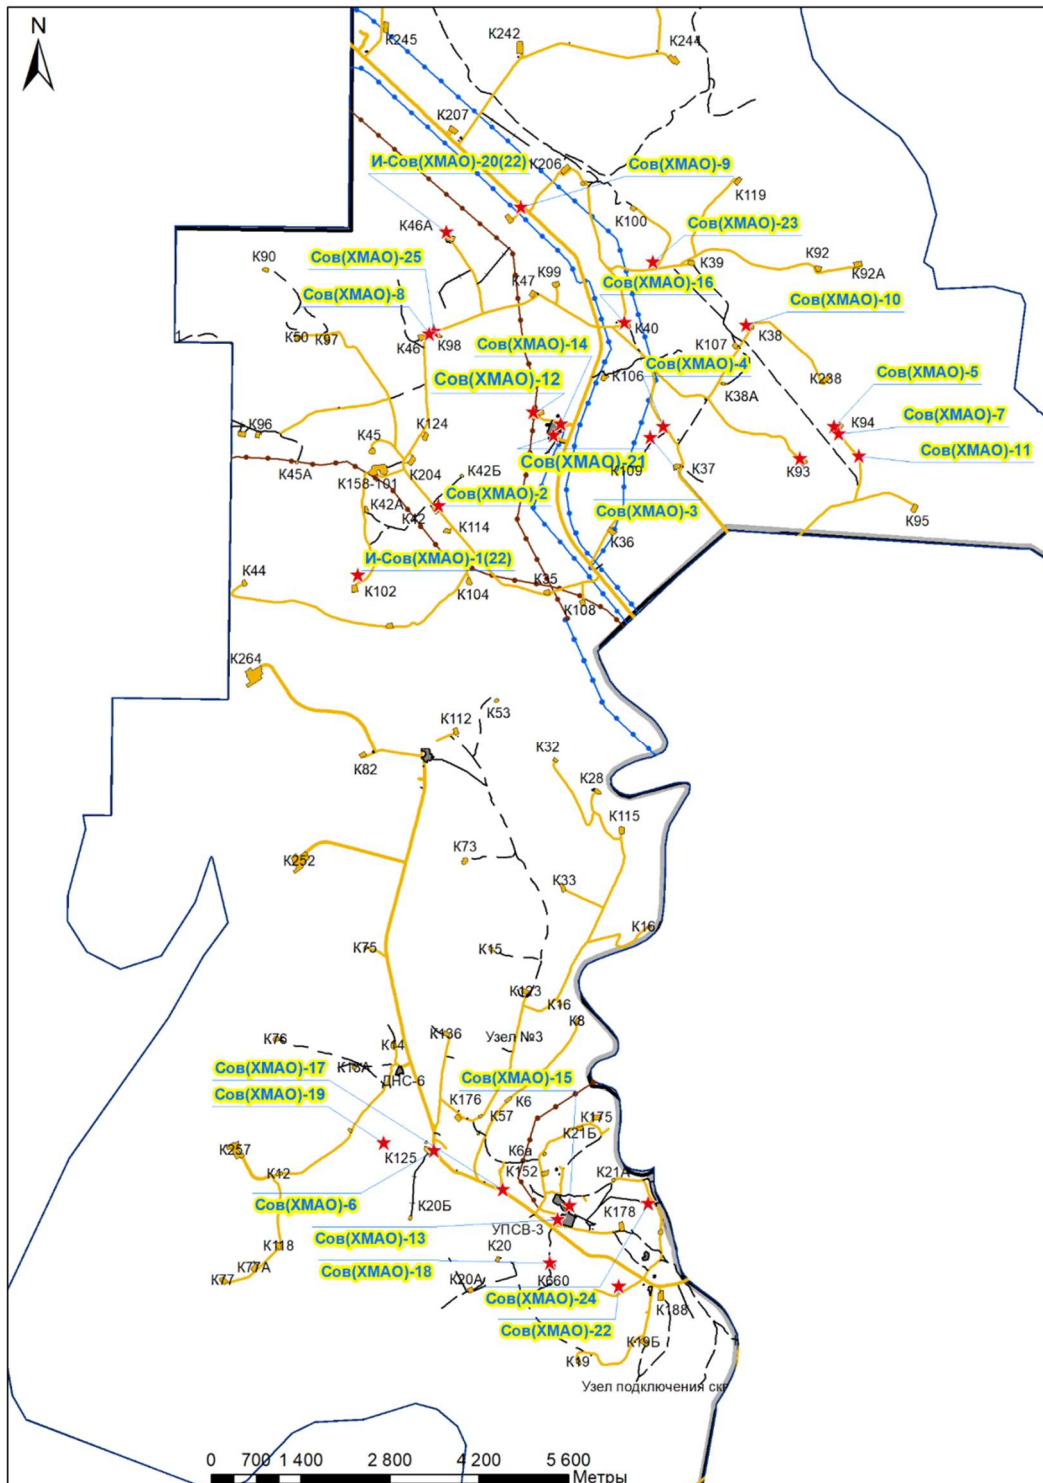 N
К245
К242
К244
К207
И-Сов(ХМАО)-20(22)
К206
Сов(ХМАО)-9
К119
К46А
К100
Сов(ХМАО)-23
К90
Сов(ХМАО)-25
К39
К92
К92А
К99
К47
Сов(ХМАО)-16
Сов(ХМАО)-8
Сов(ХМАО)-10
К50
К97
К46
К98
К40
К38
Сов(ХМАО)-14
К107
Сов(ХМАО)-4
Сов(ХМАО)-12
К106
К238
Сов(ХМАО)-5
К38А
К96
К124
К94
Сов(ХМАО)-7
К45
Сов(ХМАО)-21
Сов(ХМАО)-11
К45А
К204
К158-101
К42Б
К109
К37
К93
Сов(ХМАО)-2
К42А
К42
Сов(ХМАО)-3
К114
К95
К36
И-Сов(ХМАО)-1(22)
К44
К102
К104
К35
К108
К264
К53
К112
К82
К32
К28
К115
К252
К73
К33
К16
К75
К15
К123
К16
К8
К76
К14
К136
Узел №3
К13А
Сов(ХМАО)-17
ДНС-6
Сов(ХМАО)-15
Сов(ХМАО)-19
К176
К57
К6
К175
К21Б
К257
К125
К6а
К12
К152
К21А
Сов(ХМАО)-6
К20Б
УПСВ-3
К178
Сов(ХМАО)-13
К118
К20
Сов(ХМАО)-18
К77А
К77
К20А
К660
Сов(ХМАО)-24
К188
Сов(ХМАО)-22
К19Б
К19
Узел подключения скв
0 700 1 400 2 800 4 200 5 600
Метры